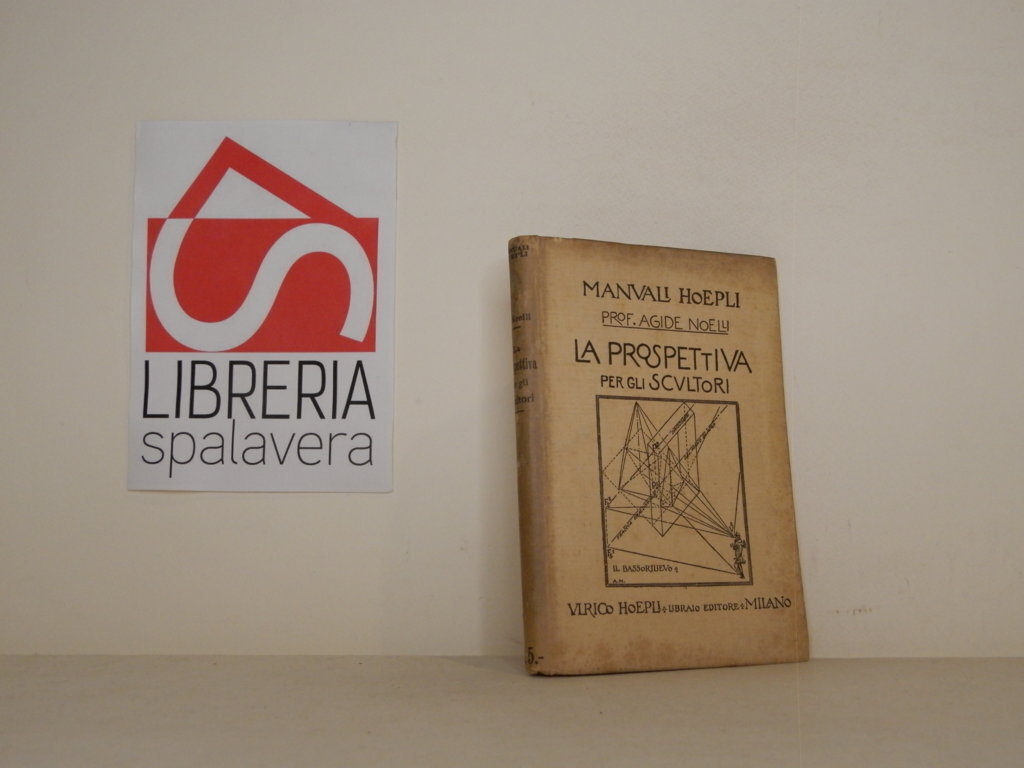 LIBRERIA
spalavera
MANVALI HOEPLI
PROF. AGIDE NOELLI
LA PROSPETTIVA
PER GLI SCVLTORI
IL BASSORILIEVO
A.M.
VLRICO HOEPLI LIBRAIO EDITORE MILANO
5.-